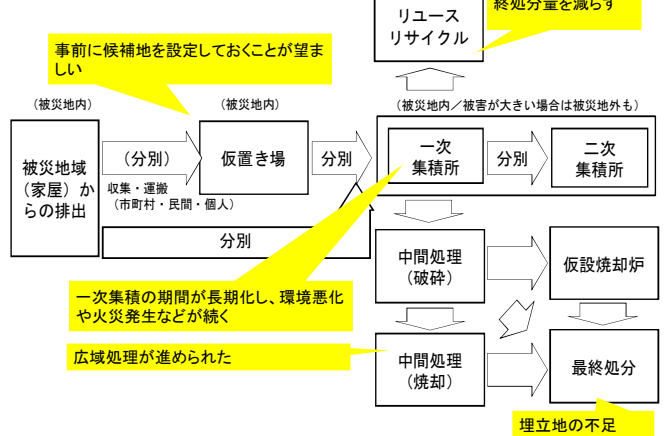 終処分量を減らす
リユース
リサイクル
事前に候補地を設定しておくことが望ま
しい
（被災地内）
（被災地内）
（被災地内／被害が大きい場合は被災地外も）
被災地域
（家屋）か
らの排出
（分別）
収集・運搬
（市町村・民間・個人）
仮置き場
分別
一次
集積所
分別
二次
集積所
分別
中間処理
（破砕）
仮設焼却炉
一次集積の期間が長期化し、環境悪化
や火災発生などが続く
広域処理が進められた
中間処理
（焼却）
最終処分
埋立地の不足